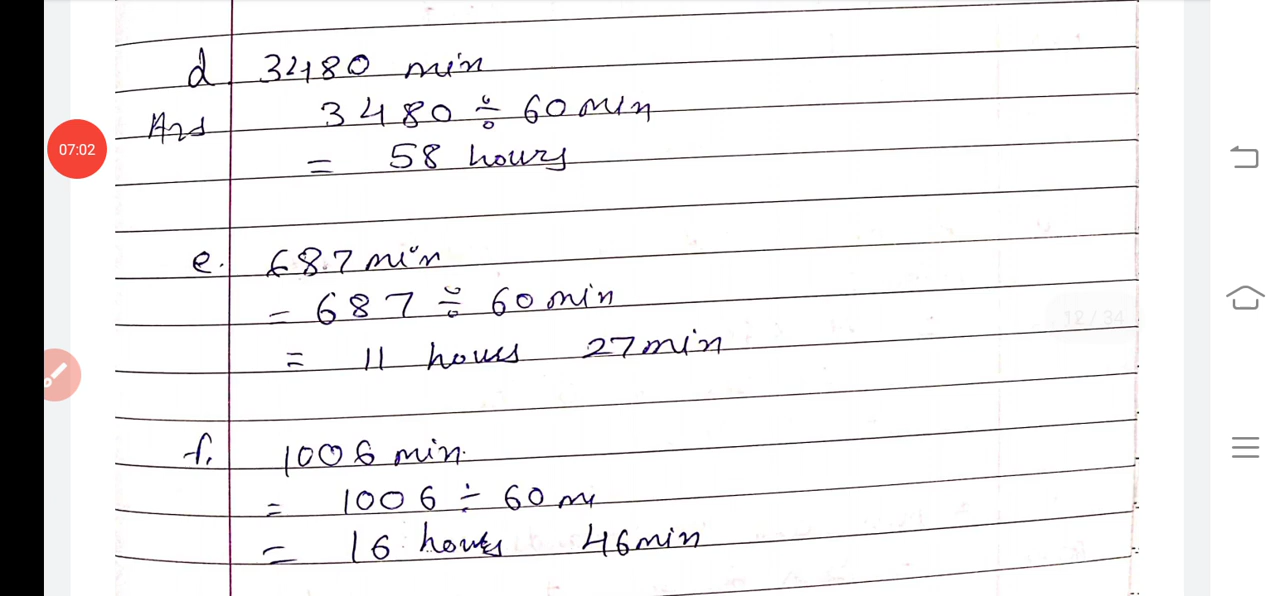 d 3480 min
Ans 3480 ÷ 60 min
07:02
= 58 hours
e. 687 min
= 687 ÷ 60 min
12 / 34
= 11 hours 27 min
f. 1006 min.
= 1006 ÷ 60 m
= 16 hours 46 min